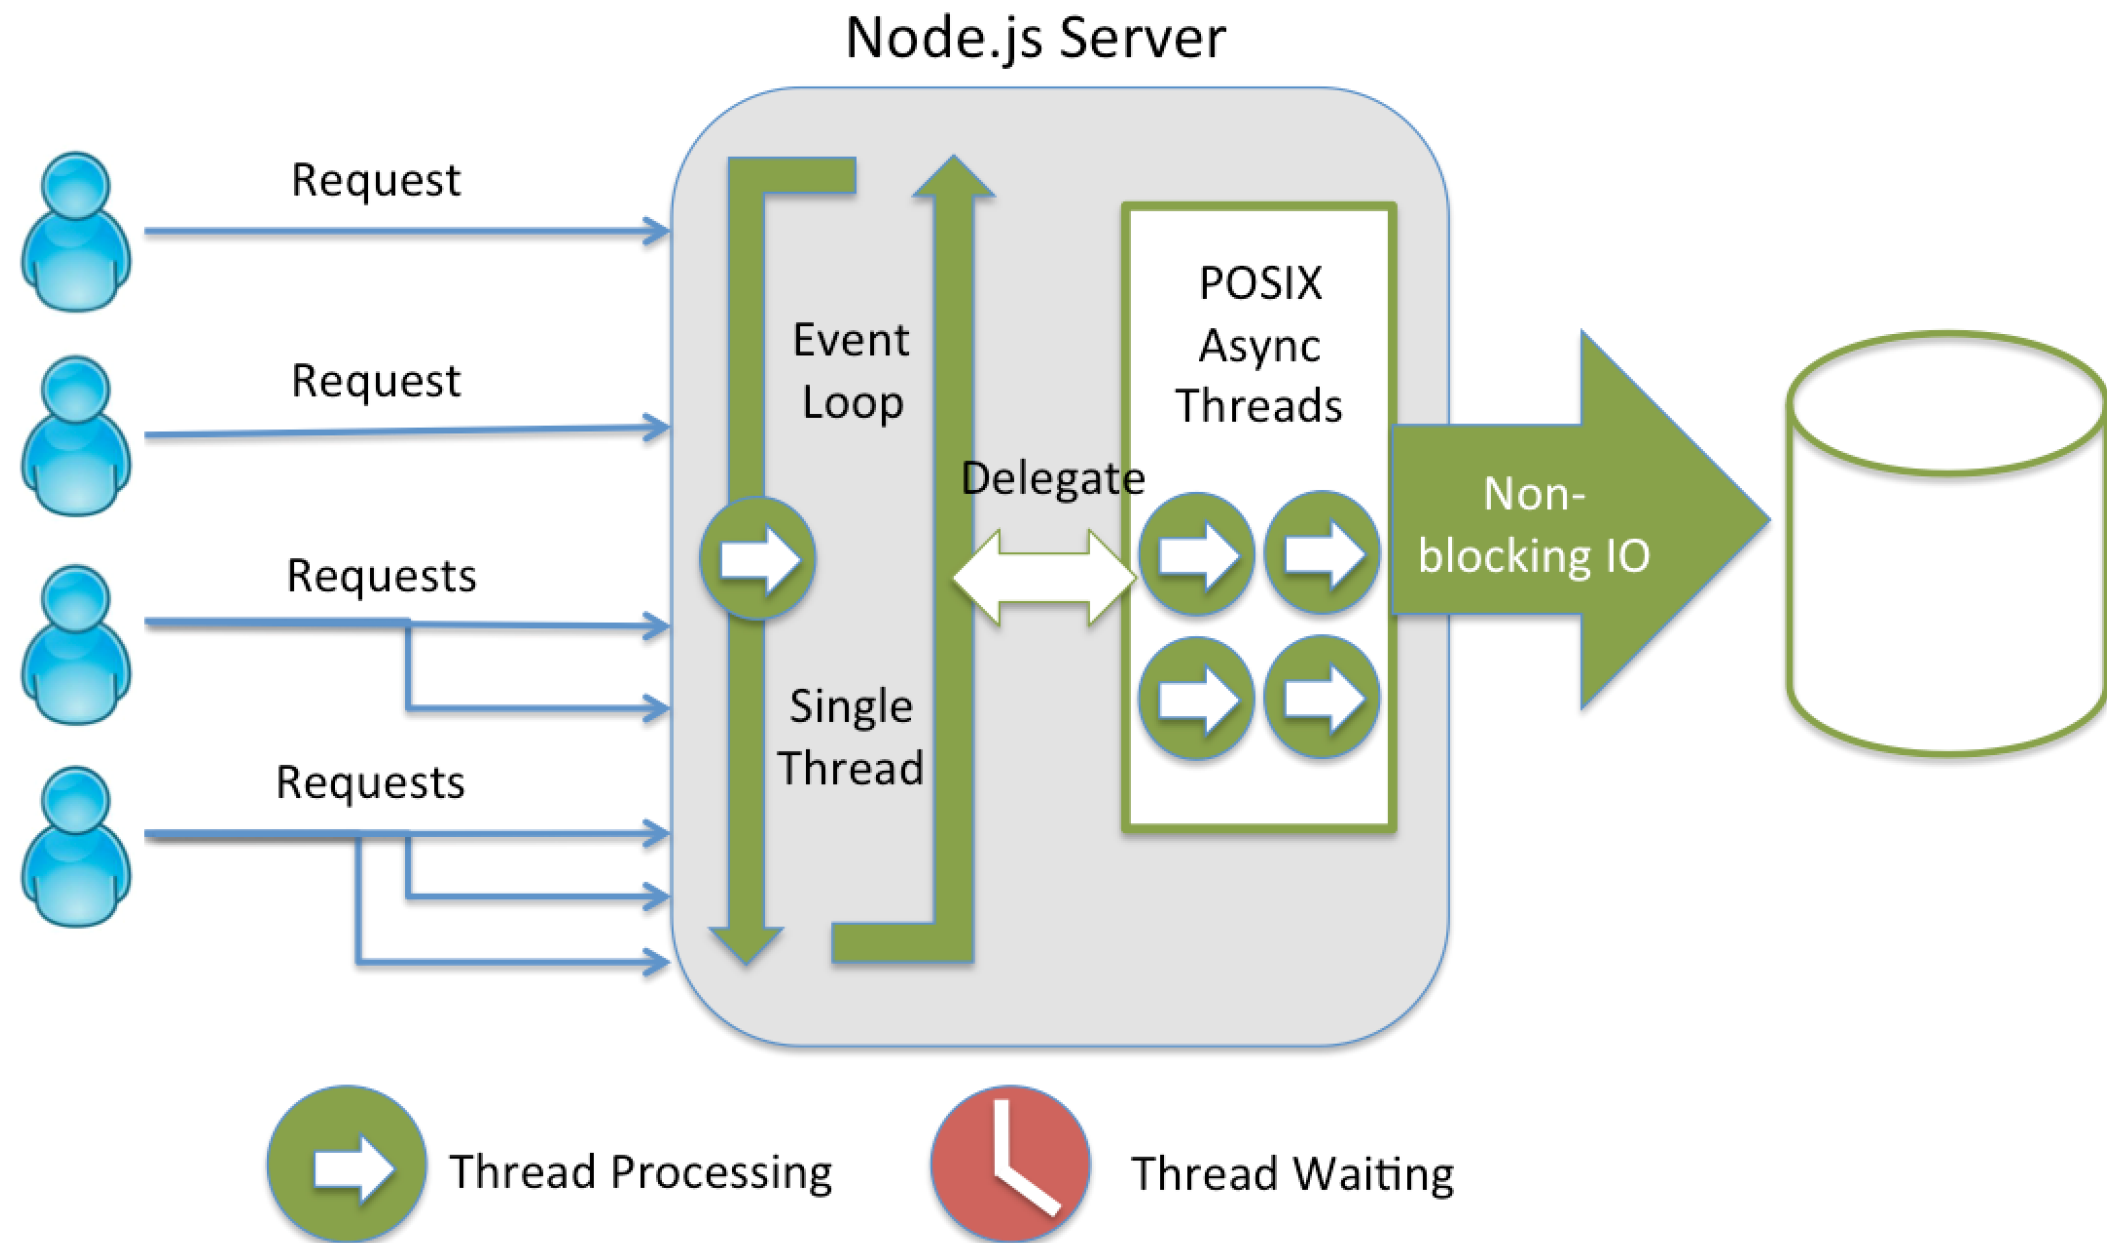 Node.js Server
Request
Request
Requests
Requests
Event
Loop
Single
Thread
Delegate
POSIX
Async
Threads
Non-
blocking IO
Thread Processing
Thread Waiting